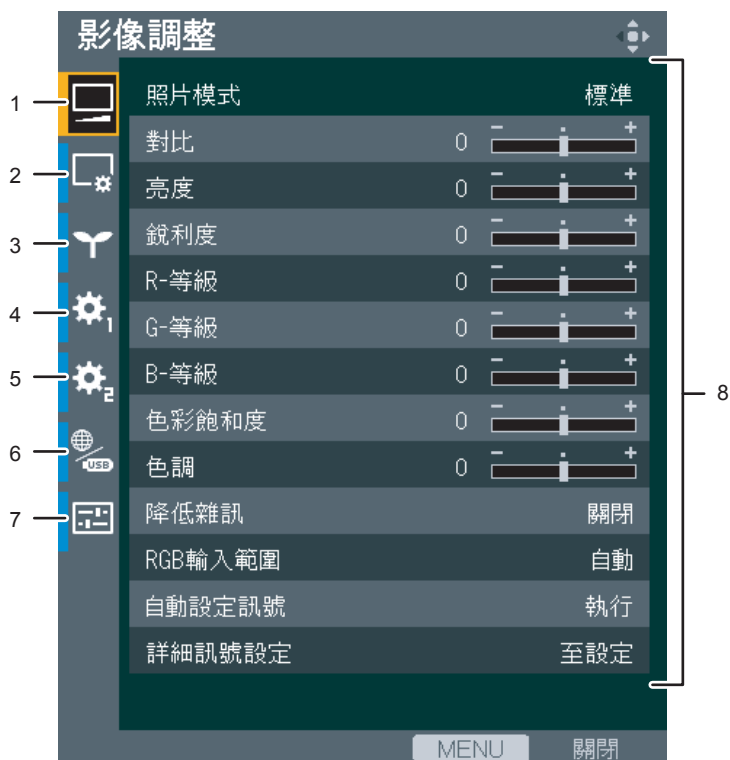 影像調整
1
2
3
4
5
6
7
8
照片模式 標準
對比 0 - +
亮度 0 - +
銳利度 0 - +
R-等級 0 - +
G-等級 0 - +
B-等級 0 - +
色彩飽和度 0 - +
色調 0 - +
降低雜訊 關閉
RGB輸入範圍 自動
自動設定訊號 執行
詳細訊號設定 至設定
1
2
USB
MENU 關閉